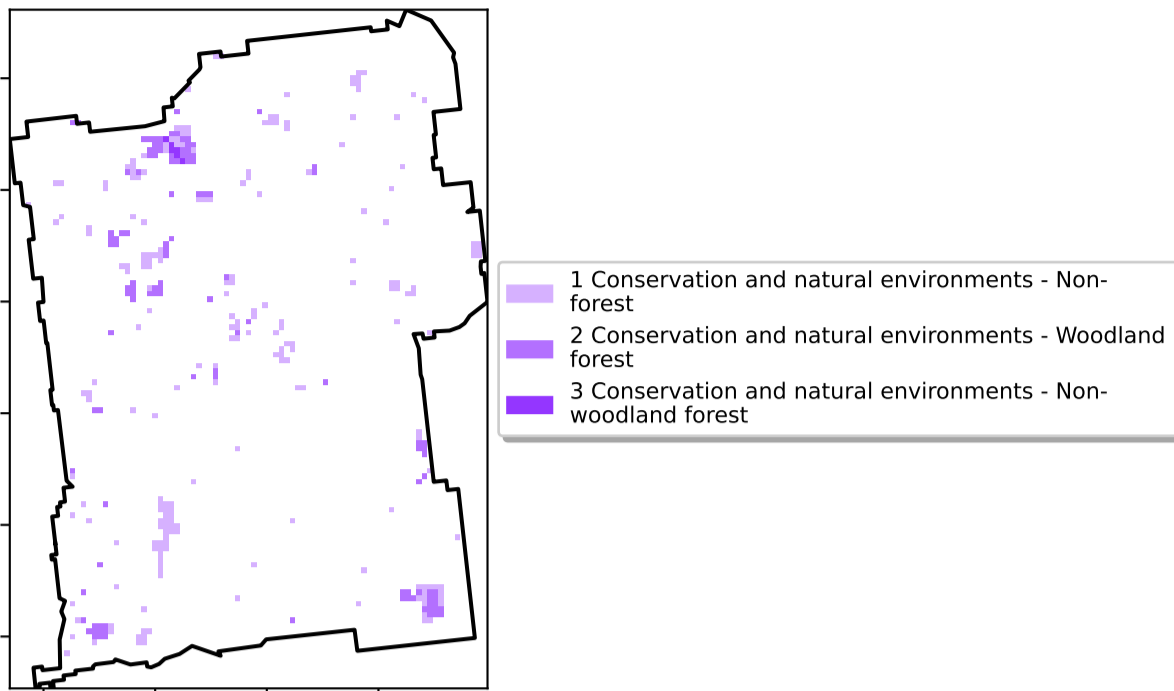 1 Conservation and natural environments - Non-
forest
2 Conservation and natural environments - Woodland
forest
3 Conservation and natural environments - Non-
woodland forest